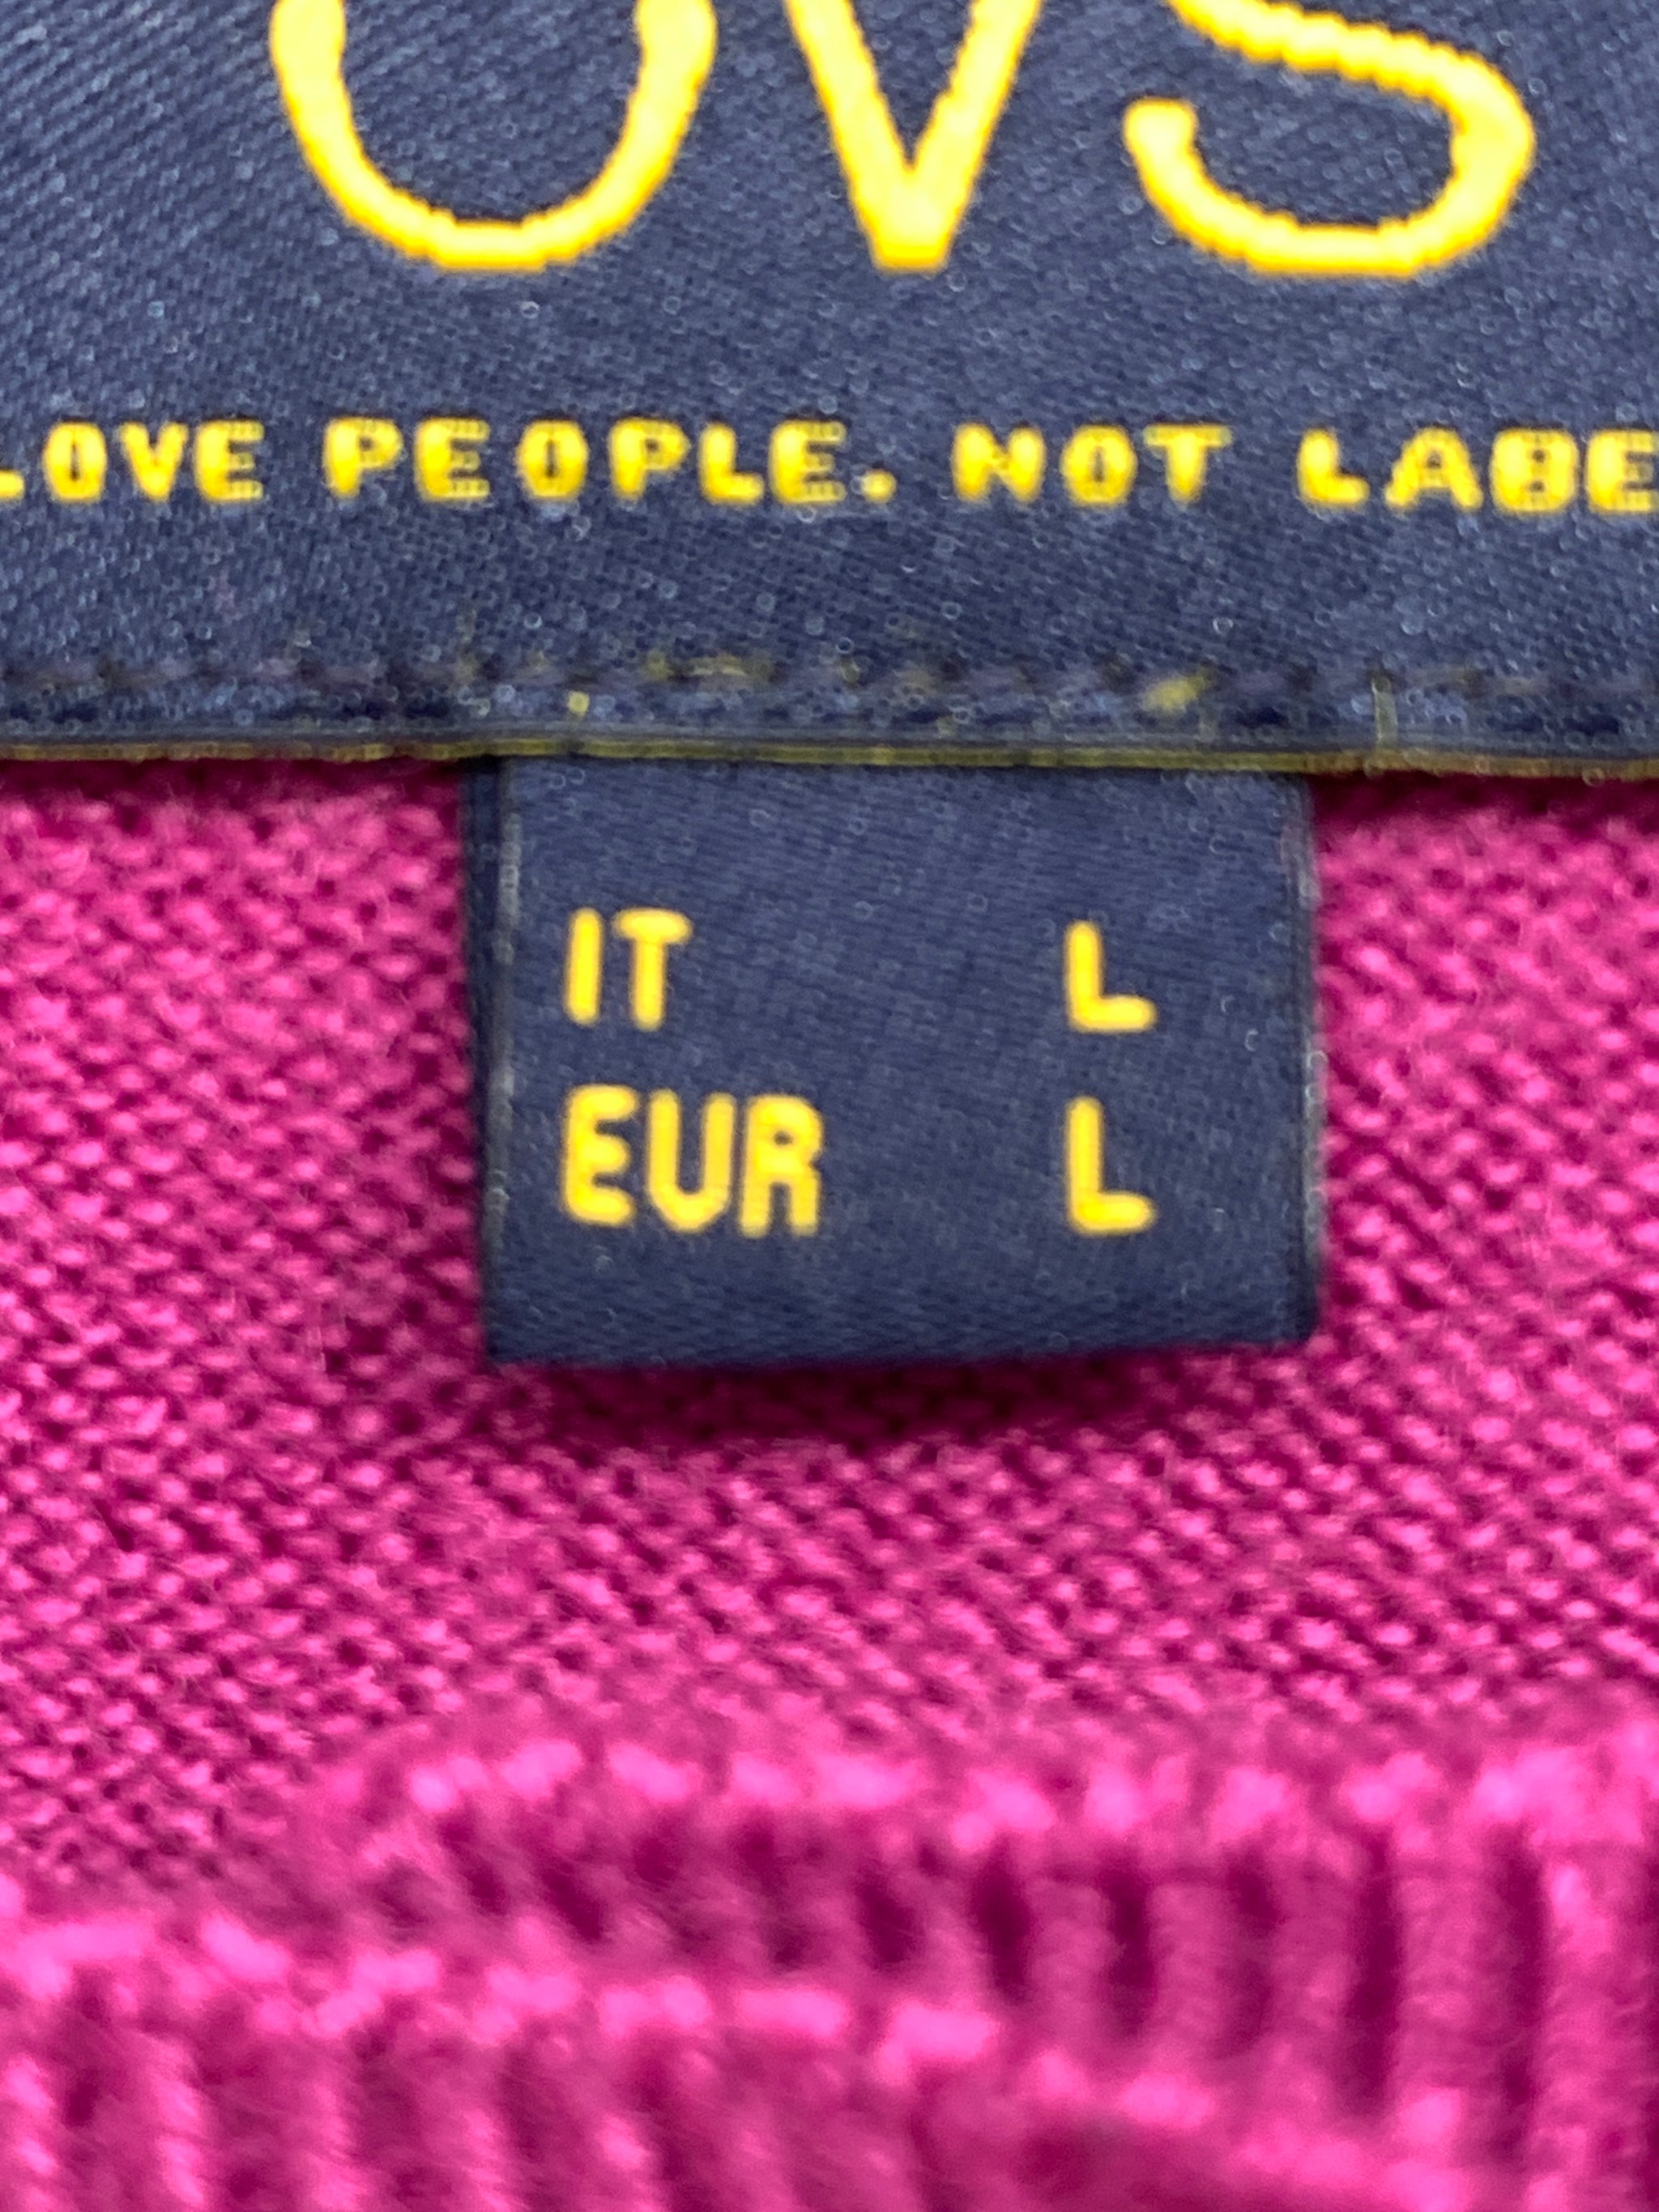 OVS
LOVE PEOPLE. NOT LABE
IT L
EUR L